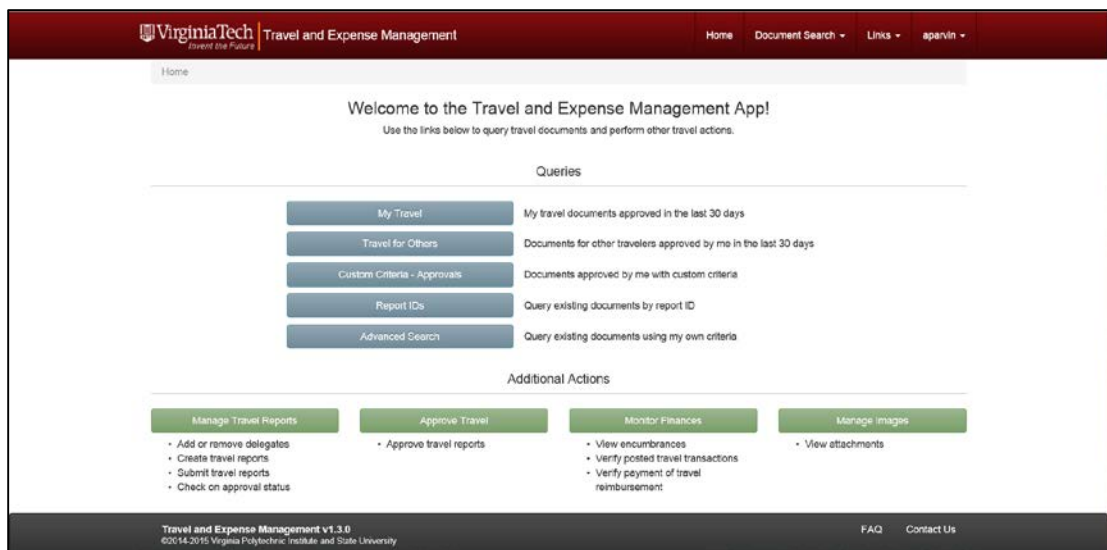 VirginiaTech
Invent the Future
Travel and Expense Management
Home
Document Search
Links
aparvin
Home
Welcome to the Travel and Expense Management App!
Use the links below to query travel documents and perform other travel actions.
Queries
My Travel My travel documents approved in the last 30 days
Travel for Others Documents for other travelers approved by me in the last 30 days
Custom Criteria - Approvals Documents approved by me with custom criteria
Report IDs Query existing documents by report ID
Advanced Search Query existing documents using my own criteria
Additional Actions
Manage Travel Reports
• Add or remove delegates
• Create travel reports
• Submit travel reports
• Check on approval status
Approve Travel
• Approve travel reports
Monitor Finances
• View encumbrances
• Verify posted travel transactions
• Verify payment of travel
reimbursement
Manage Images
• View attachments
Travel and Expense Management v1.3.0
©2014-2015 Virginia Polytechnic Institute and State University
FAQ
Contact Us